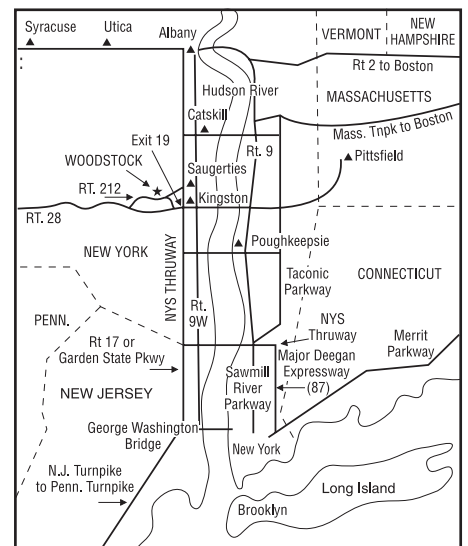 Syracuse
Utica
Albany
VERMONT
NEW
HAMPSHIRE
Rt 2 to Boston
Hudson River
MASSACHUSETTS
Catskill
Mass. Tnpk to Boston
Exit 19
Rt. 9
Pittsfield
WOODSTOCK
Saugerties
RT. 212
Kingston
RT. 28
Poughkeepsie
NEW YORK
NYS THRUWAY
Taconic
Parkway
CONNECTICUT
Rt.
9W
PENN.
NYS
Thruway
Merrit
Parkway
Rt 17 or
Garden State Pkwy
Sawmill
River
Parkway
Major Deegan
Expressway
(87)
NEW JERSEY
George Washington
Bridge
New York
N.J. Turnpike
to Penn. Turnpike
Long Island
Brooklyn